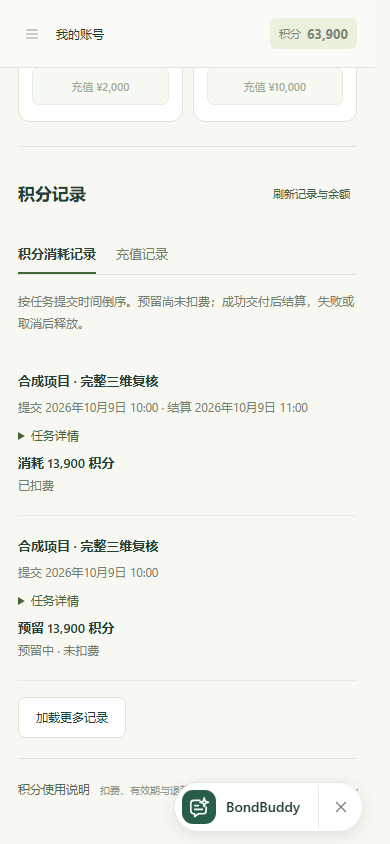 我的账号
积分 63,900
充值 ¥2,000
充值 ¥10,000
积分记录
刷新记录与余额
积分消耗记录
充值记录
按任务提交时间倒序。预留尚未扣费；成功交付后结算，失败或
取消后释放。
合成项目 · 完整三维复核
提交 2026年10月9日 10:00 · 结算 2026年10月9日 11:00
▶ 任务详情
消耗 13,900 积分
已扣费
合成项目 · 完整三维复核
提交 2026年10月9日 10:00
▶ 任务详情
预留 13,900 积分
预留中 · 未扣费
加载更多记录
积分使用说明 扣费、有效期与
BondBuddy